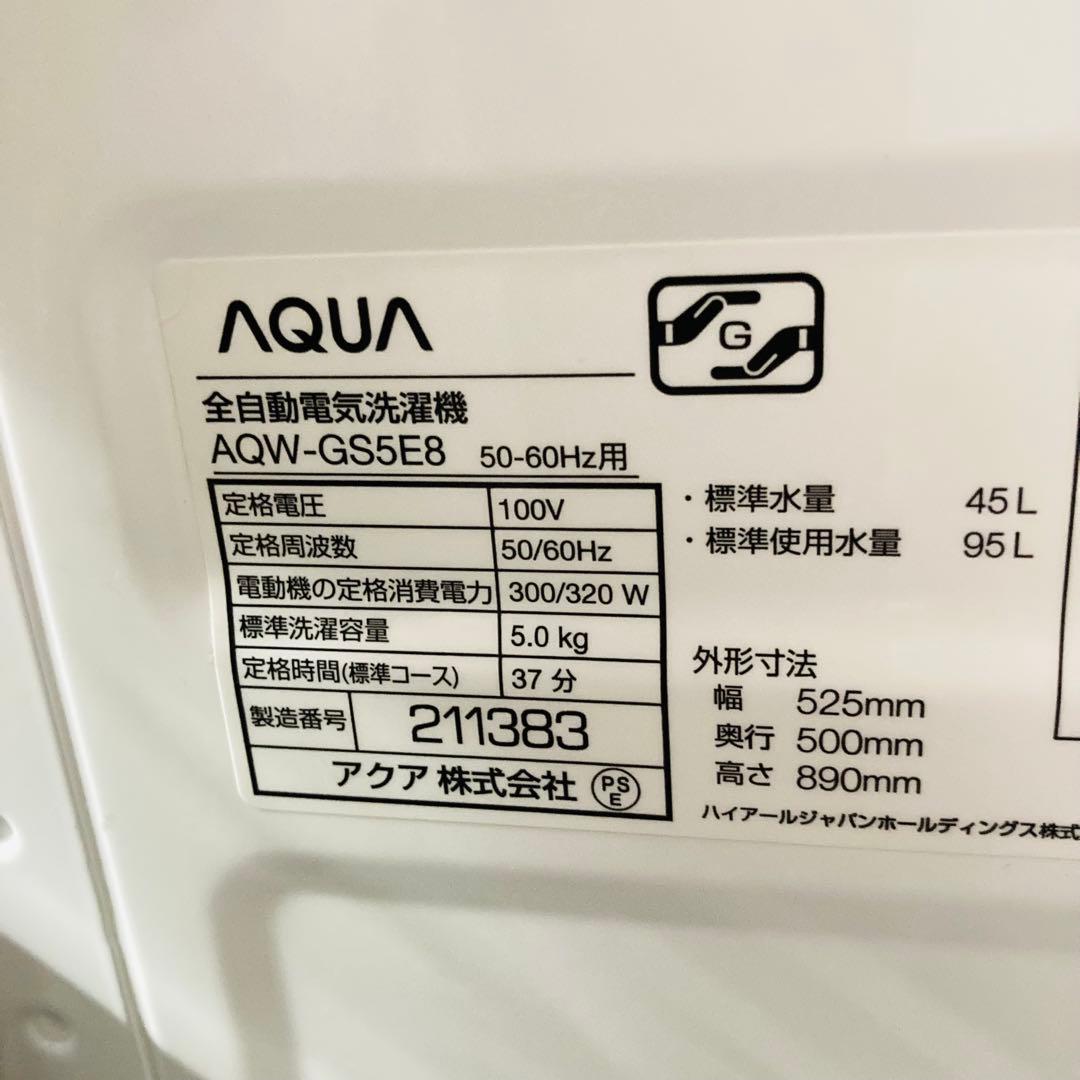 AQUA
G
全自動電気洗濯機
AQW-GS5E8 50-60Hz用
定格電圧 100V
定格周波数 50/60Hz
電動機の定格消費電力 300/320 W
標準洗濯容量 5.0 kg
定格時間(標準コース) 37 分
製造番号 211383
アクア 株式会社 PSE
・標準水量 45L
・標準使用水量 95L
外形寸法
幅 525mm
奥行 500mm
高さ 890mm
ハイアールジャパンホールディングス株式